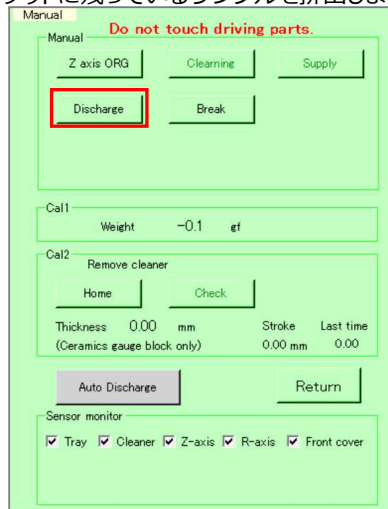 Manual
Do not touch driving parts.
Manual
Z axis ORG
Clearning
Supply
Discharge
Break
Cal1
Weight -0.1 gf
Cal2
Remove cleaner
Home
Check
Thickness 0.00 mm Stroke Last time
(Ceramics gauge block only) 0.00 mm 0.00
Auto Discharge
Return
Sensor monitor
Tray Cleaner Z-axis R-axis Front cover